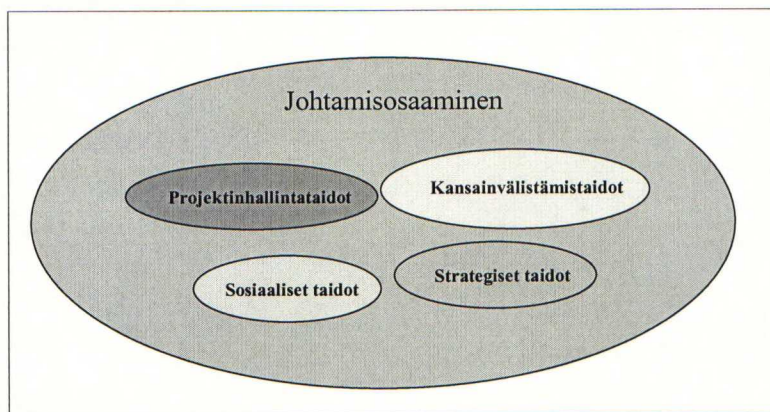 Johtamisosaaminen
Projektinhallintataidot
Kansainvälistämistaidot
Sosiaaliset taidot
Strategiset taidot